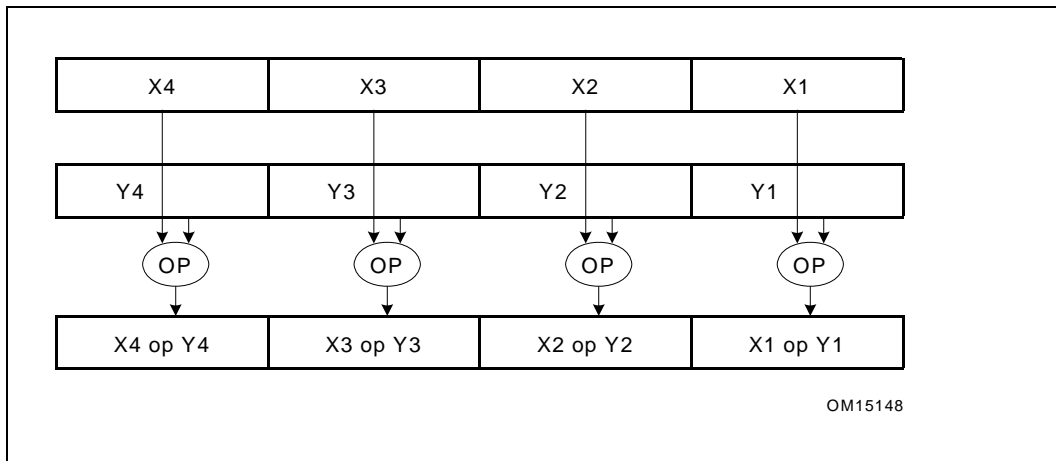 X4 X3 X2 X1
Y4 Y3 Y2 Y1
OP OP OP OP
X4 op Y4 X3 op Y3 X2 op Y2 X1 op Y1
OM15148